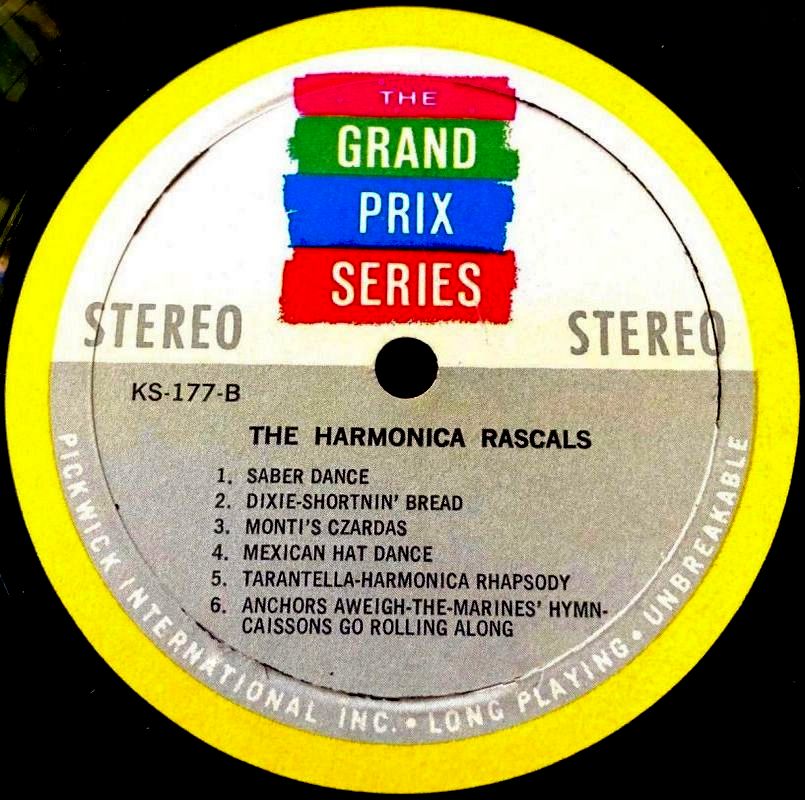 THE
GRAND
PRIX
SERIES
STEREO STEREO
KS-177-B
THE HARMONICA RASCALS
1. SABER DANCE
2. DIXIE-SHORTNIN' BREAD
3. MONTI'S CZARDAS
4. MEXICAN HAT DANCE
5. TARANTELLA-HARMONICA RHAPSODY
6. ANCHORS AWEIGH-THE-MARINES' HYMN-
CAISSONS GO ROLLING ALONG
PICKWICK INTERNATIONAL INC. • LONG PLAYING • UNBREAKABLE